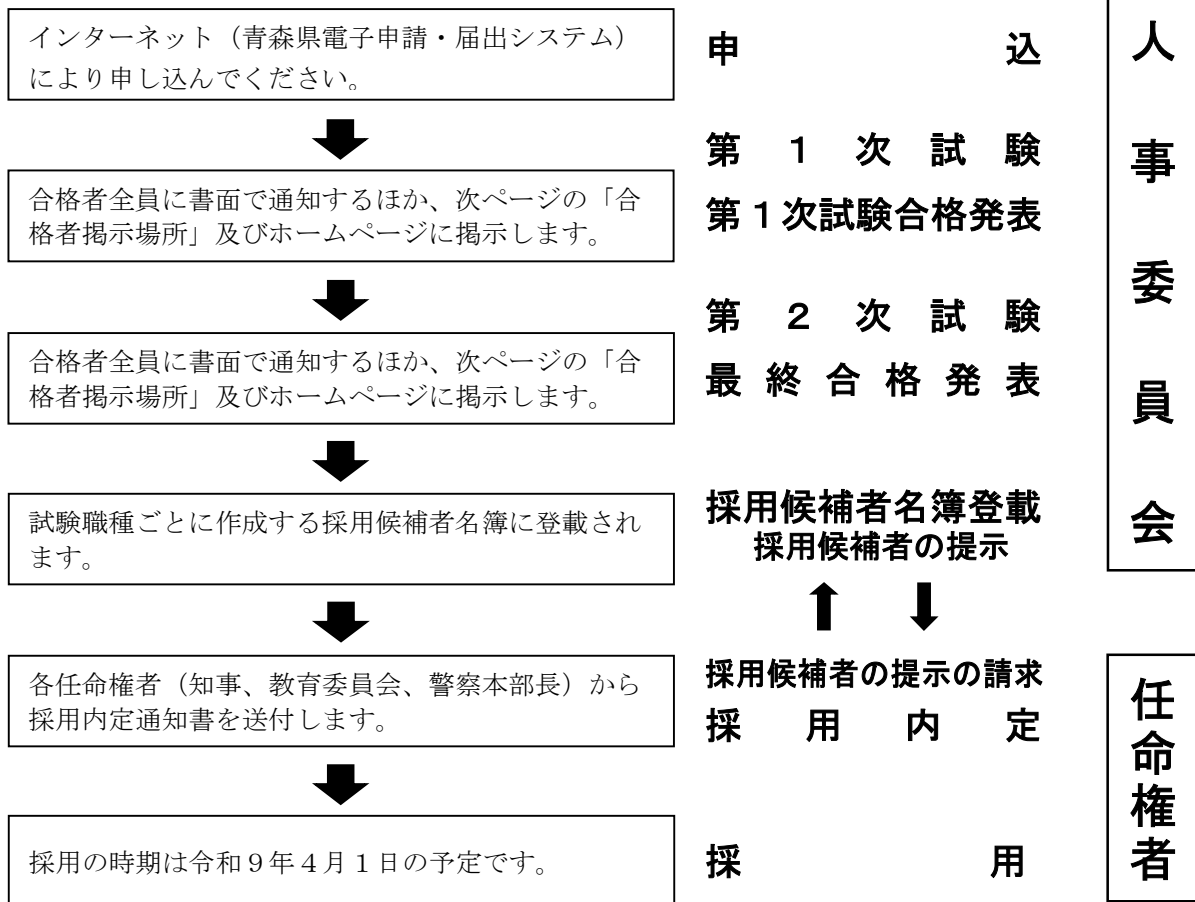 インターネット（青森県電子申請・届出システム）
により申し込んでください。
申込
第１次試験
合格者全員に書面で通知するほか、次ページの「合
格者掲示場所」及びホームページに掲示します。
第１次試験合格発表
第２次試験
合格者全員に書面で通知するほか、次ページの「合
格者掲示場所」及びホームページに掲示します。
最終合格発表
試験職種ごとに作成する採用候補者名簿に登載され
ます。
採用候補者名簿登載
採用候補者の提示
人事委員会
各任命権者（知事、教育委員会、警察本部長）から
採用内定通知書を送付します。
採用候補者の提示の請求
採用内定
採用の時期は令和９年４月１日の予定です。
採用
任命権者